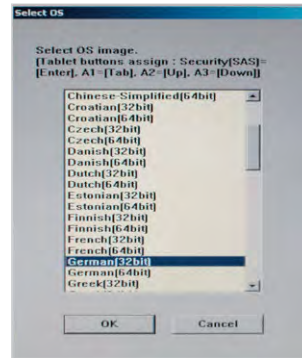 Select OS
Select OS image.
[Tablet buttons assign : Security[SAS]=
[Enter], A1=[Tab], A2=[Up], A3=[Down]]
Chinese-Simplified[64bit]
Croatian[32bit]
Croatian[64bit]
Czech[32bit]
Czech[64bit]
Danish[32bit]
Danish[64bit]
Dutch[32bit]
Dutch[64bit]
Estonian[32bit]
Estonian[64bit]
Finnish[32bit]
Finnish[64bit]
French[32bit]
French[64bit]
German[32bit]
German[64bit]
Greek[32bit]
OK
Cancel